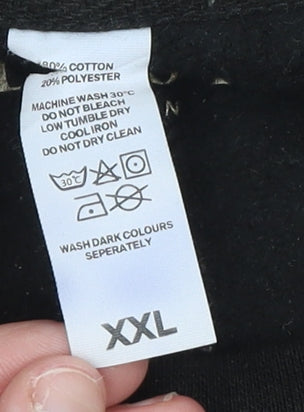 80% COTTON
20% POLYESTER
MACHINE WASH 30°C
DO NOT BLEACH
LOW TUMBLE DRY
COOL IRON
DO NOT DRY CLEAN
30°C
WASH DARK COLOURS
SEPERATELY
XXL